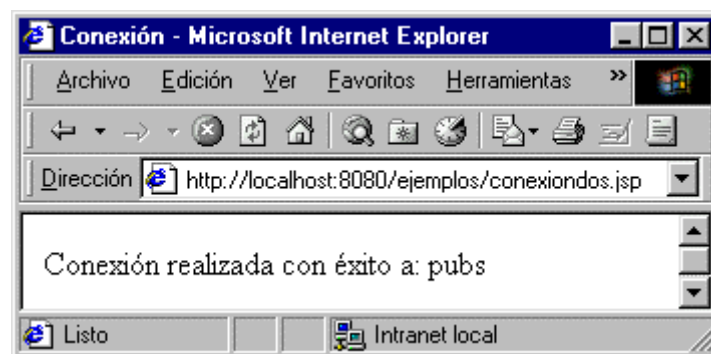 Conexión - Microsoft Internet Explorer
Archivo Edición Ver Favoritos Herramientas »
Dirección http://localhost:8080/ejemplos/conexiondos.jsp
Conexión realizada con éxito a: pubs
Listo Intranet local